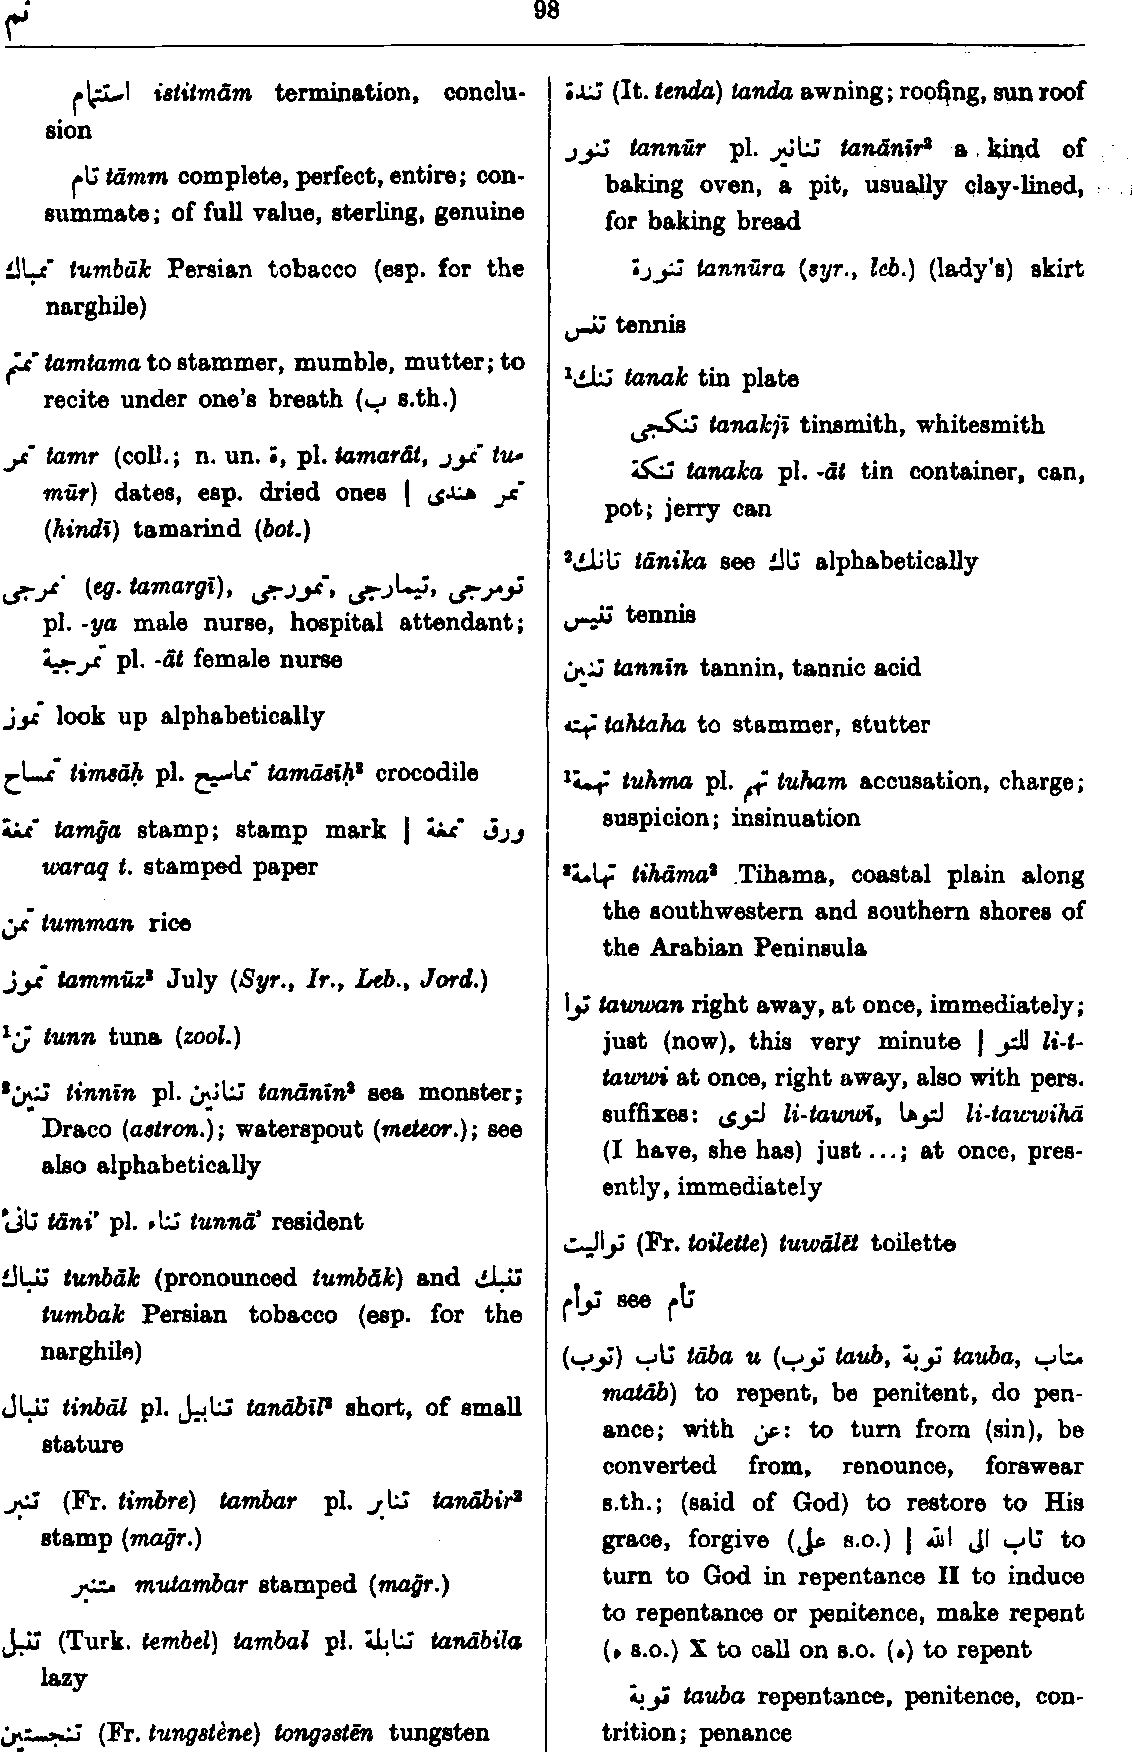 تم
98
استتمام istitmām termination, conclu-
sion
تام tāmm complete, perfect, entire; con-
summate; of full value, sterling, genuine
تمباك tumbāk Persian tobacco (esp. for the
narghile)
تمتم tamtama to stammer, mumble, mutter; to
recite under one's breath (ب s.th.)
تمر tamr (coll.; n. un. ة, pl. tamarāt, تمور tu-
mūr) dates, esp. dried ones | تمر هندى
(hindī) tamarind (bot.)
تمرجى (eg. tamargī), تمورجى, تيمارجى, تومرجى
pl. -ya male nurse, hospital attendant;
تمرجية pl. -āt female nurse
تموز look up alphabetically
تمساح timsāḥ pl. تماسيح tamāsīḥ² crocodile
تمغة tamḡa stamp; stamp mark | ورق تمغة
waraq t. stamped paper
تمن tumman rice
تموز tammūz² July (Syr., Ir., Leb., Jord.)
¹تن tunn tuna (zool.)
²تنين tinnīn pl. تنانين tanānīn² sea monster;
Draco (astron.); waterspout (meteor.); see
also alphabetically
تانئ tāni' pl. تناء tunnā' resident
تنباك tunbāk (pronounced tumbāk) and تنبك
tumbak Persian tobacco (esp. for the
narghile)
تنبال tinbāl pl. تنابيل tanābīl² short, of small
stature
تنبر (Fr. timbre) tambar pl. تنابر tanābir²
stamp (maḡr.)
متنبر mutambar stamped (maḡr.)
تنبل (Turk. tembel) tambal pl. تنابلة tanābila
lazy
تنجستين (Fr. tungstène) tongəstēn tungsten
تندة (It. tenda) tanda awning; roofing, sun roof
تنور tannūr pl. تنانير tanānīr² a kind of
baking oven, a pit, usually clay-lined,
for baking bread
تنورة tannūra (syr., leb.) (lady's) skirt
تنس tennis
¹تنك tanak tin plate
تنكجى tanakjī tinsmith, whitesmith
تنكة tanaka pl. -āt tin container, can,
pot; jerry can
²تانك tānika see تاك alphabetically
تنيس tennis
تنين tannīn tannin, tannic acid
تهته tahtaha to stammer, stutter
¹تهمة tuhma pl. تهم tuham accusation, charge;
suspicion; insinuation
²تهامة tihāma² Tihama, coastal plain along
the southwestern and southern shores of
the Arabian Peninsula
توا tawwan right away, at once, immediately;
just (now), this very minute | للتو li-t-
tawwi at once, right away, also with pers.
suffixes: لتوى li-tawwī, لتوها li-tawwihā
(I have, she has) just ...; at once, pres-
ently, immediately
تواليت (Fr. toilette) tuwālēt toilette
توأم see تأم
(توب) تاب tāba u (توب taub, توبة tauba, متاب
matāb) to repent, be penitent, do pen-
ance; with عن: to turn from (sin), be
converted from, renounce, forswear
s.th.; (said of God) to restore to His
grace, forgive (على s.o.) | تاب الى الله to
turn to God in repentance II to induce
to repentance or penitence, make repent
(ه s.o.) X to call on s.o. (ه) to repent
توبة tauba repentance, penitence, con-
trition; penance